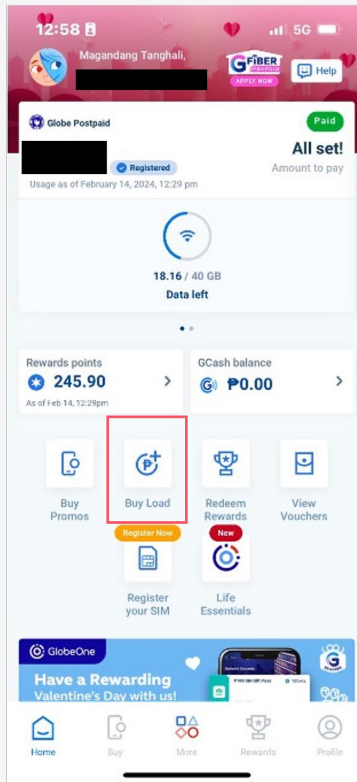 12:58
5G
Magandang Tanghali,
GFiBER
PREPAID
APPLY NOW
Help
Globe Postpaid
Paid
All set!
Registered
Amount to pay
Usage as of February 14, 2024, 12:29 pm
18.16 / 40 GB
Data left
Rewards points
GCash balance
245.90
₱0.00
As of Feb 14, 12:29pm
Buy Promos
Buy Load
Redeem Rewards
View Vouchers
Register Now
New
Register your SIM
Life Essentials
GlobeOne
Have a Rewarding
Valentine's Day with us!
Home
Buy
More
Rewards
Profile